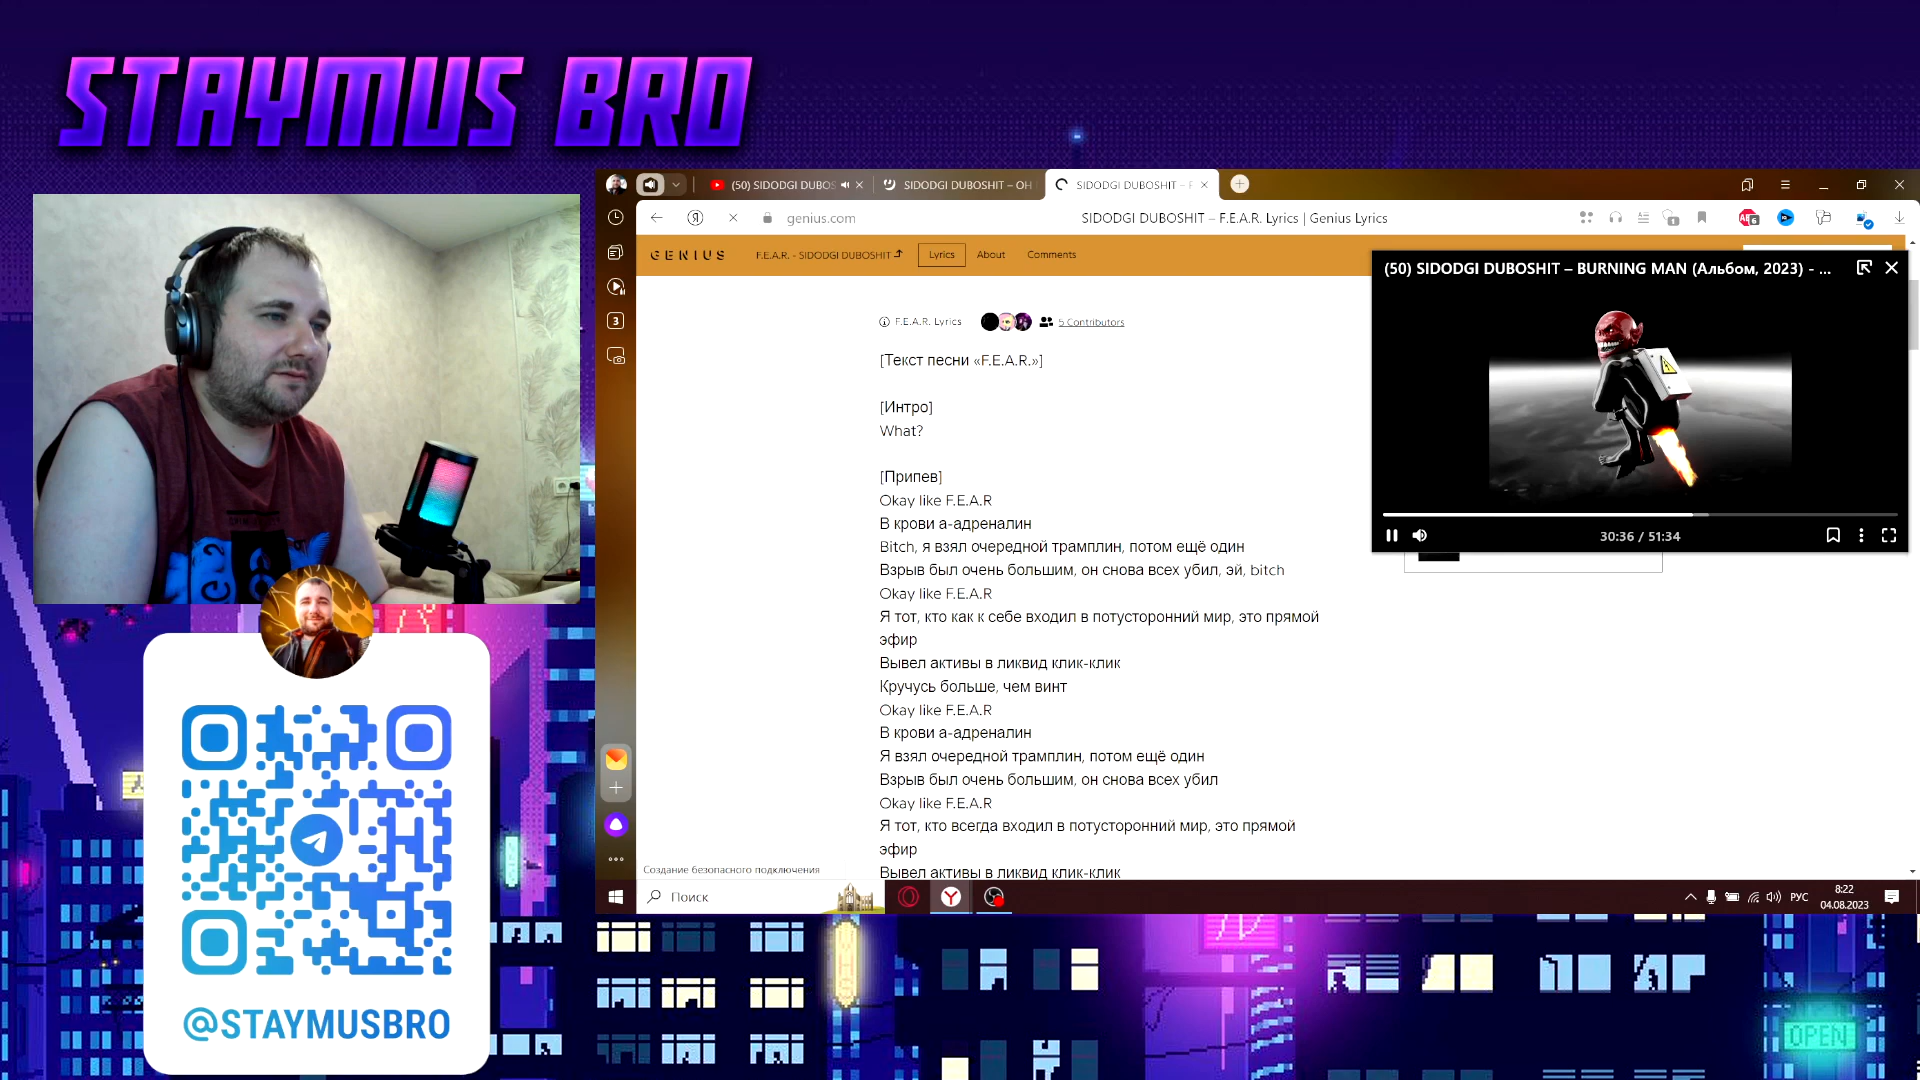 STAYMUS BRO
(50) SIDODGI DUBOS
SIDODGI DUBOSHIT – ОН
SIDODGI DUBOSHIT – F
genius.com
SIDODGI DUBOSHIT – F.E.A.R. Lyrics | Genius Lyrics
GENIUS
F.E.A.R. - SIDODGI DUBOSHIT
Lyrics
About
Comments
(50) SIDODGI DUBOSHIT – BURNING MAN (Альбом, 2023) - ...
3
F.E.A.R. Lyrics
5 Contributors
[Текст песни «F.E.A.R.»]
[Интро]
What?
[Припев]
Okay like F.E.A.R
В крови а-адреналин
Bitch, я взял очередной трамплин, потом ещё один
Взрыв был очень большим, он снова всех убил, эй, bitch
Okay like F.E.A.R
Я тот, кто как к себе входил в потусторонний мир, это прямой
эфир
Вывел активы в ликвид клик-клик
Кручусь больше, чем винт
Okay like F.E.A.R
В крови а-адреналин
Я взял очередной трамплин, потом ещё один
Взрыв был очень большим, он снова всех убил
Okay like F.E.A.R
Я тот, кто всегда входил в потусторонний мир, это прямой
эфир
Вывел активы в ликвид клик-клик
30:36 / 51:34
Создание безопасного подключения
Поиск
РУС
8:22
04.08.2023
@STAYMUSBRO
OPEN